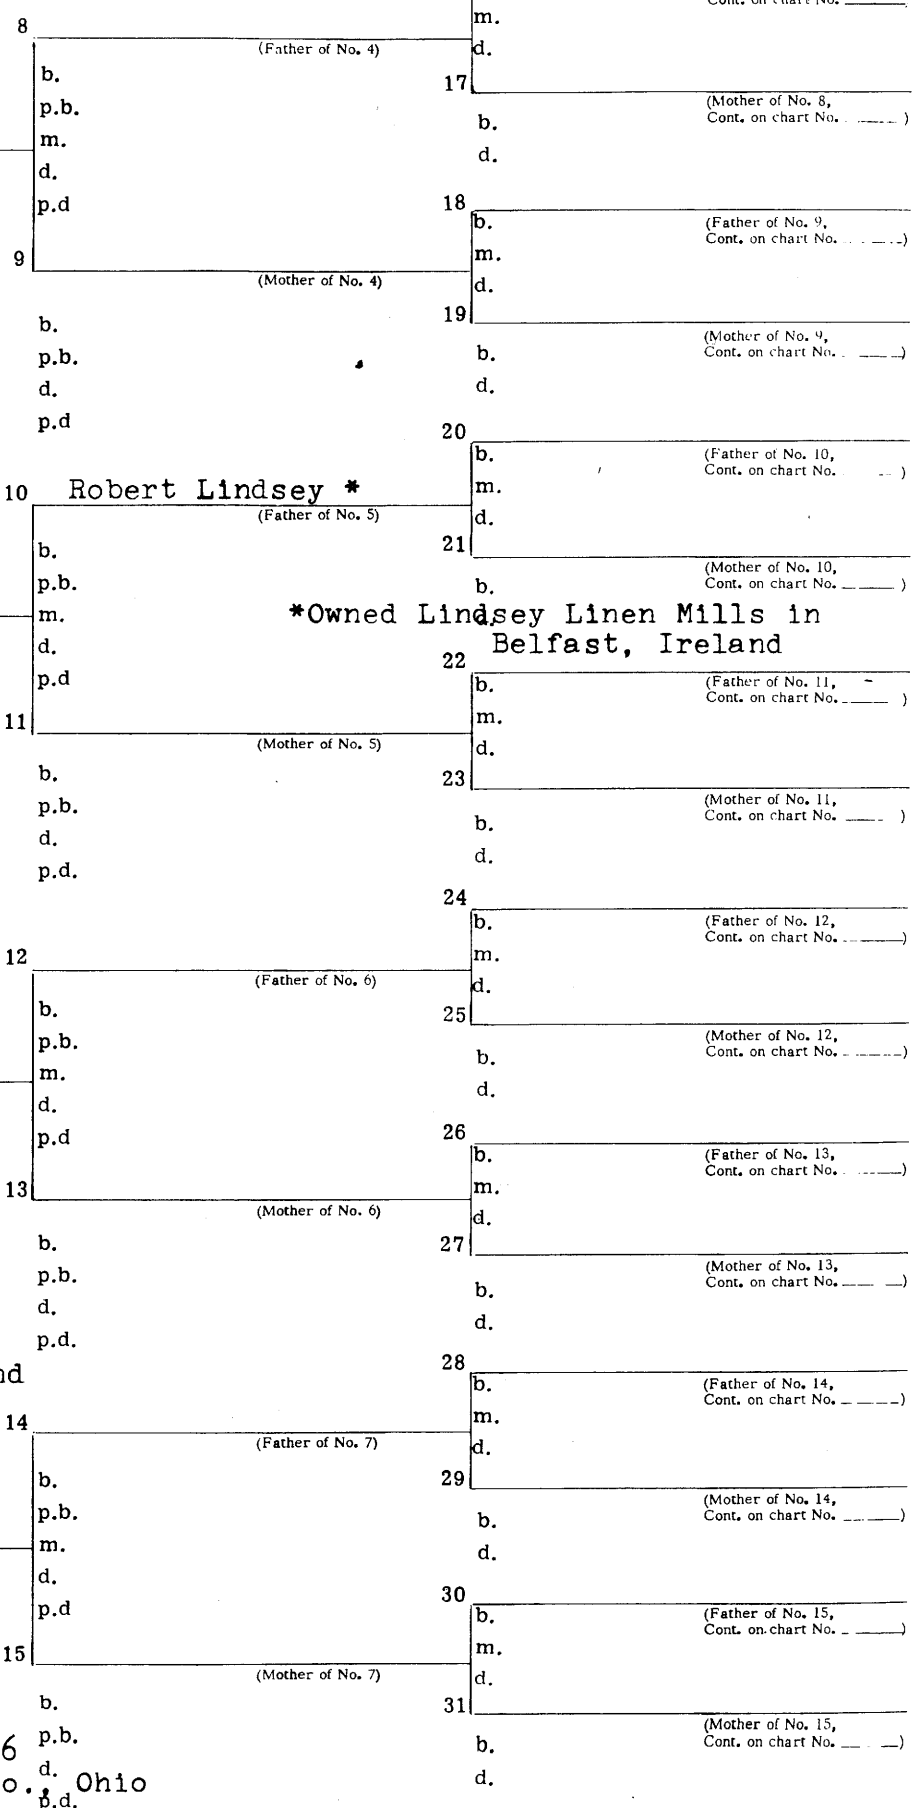 Cont. on chart No.
m.
8
(Father of No. 4)
d.
b.
17
p.b.
(Mother of No. 8,
b.
Cont. on chart No. )
m.
d.
d.
p.d
18
b.
(Father of No. 9,
Cont. on chart No. )
m.
9
(Mother of No. 4)
d.
19
b.
(Mother of No. 9,
p.b.
b.
Cont. on chart No. )
d.
d.
p.d
20
b.
(Father of No. 10,
Cont. on chart No. )
10 Robert Lindsey *
m.
(Father of No. 5)
d.
b.
21
(Mother of No. 10,
p.b.
b.
Cont. on chart No. )
m.
*Owned Lindsey Linen Mills in
d.
Belfast, Ireland
22
p.d
b.
(Father of No. 11,
Cont. on chart No. )
11
m.
(Mother of No. 5)
d.
b.
23
p.b.
(Mother of No. 11,
b.
Cont. on chart No. )
d.
d.
p.d.
24
b.
(Father of No. 12,
Cont. on chart No. )
12
m.
(Father of No. 6)
d.
b.
25
p.b.
(Mother of No. 12,
b.
Cont. on chart No. )
m.
d.
d.
p.d
26
b.
(Father of No. 13,
Cont. on chart No. )
13
m.
(Mother of No. 6)
d.
b.
27
p.b.
(Mother of No. 13,
b.
Cont. on chart No. )
d.
d.
p.d.
28
nd
b.
(Father of No. 14,
Cont. on chart No. )
14
m.
(Father of No. 7)
d.
b.
29
p.b.
(Mother of No. 14,
b.
Cont. on chart No. )
m.
d.
d.
p.d
30
b.
(Father of No. 15,
Cont. on chart No. )
15
m.
(Mother of No. 7)
d.
b.
31
p.b.
(Mother of No. 15,
6
b.
Cont. on chart No. )
d.
o., Ohio
d.
p.d.